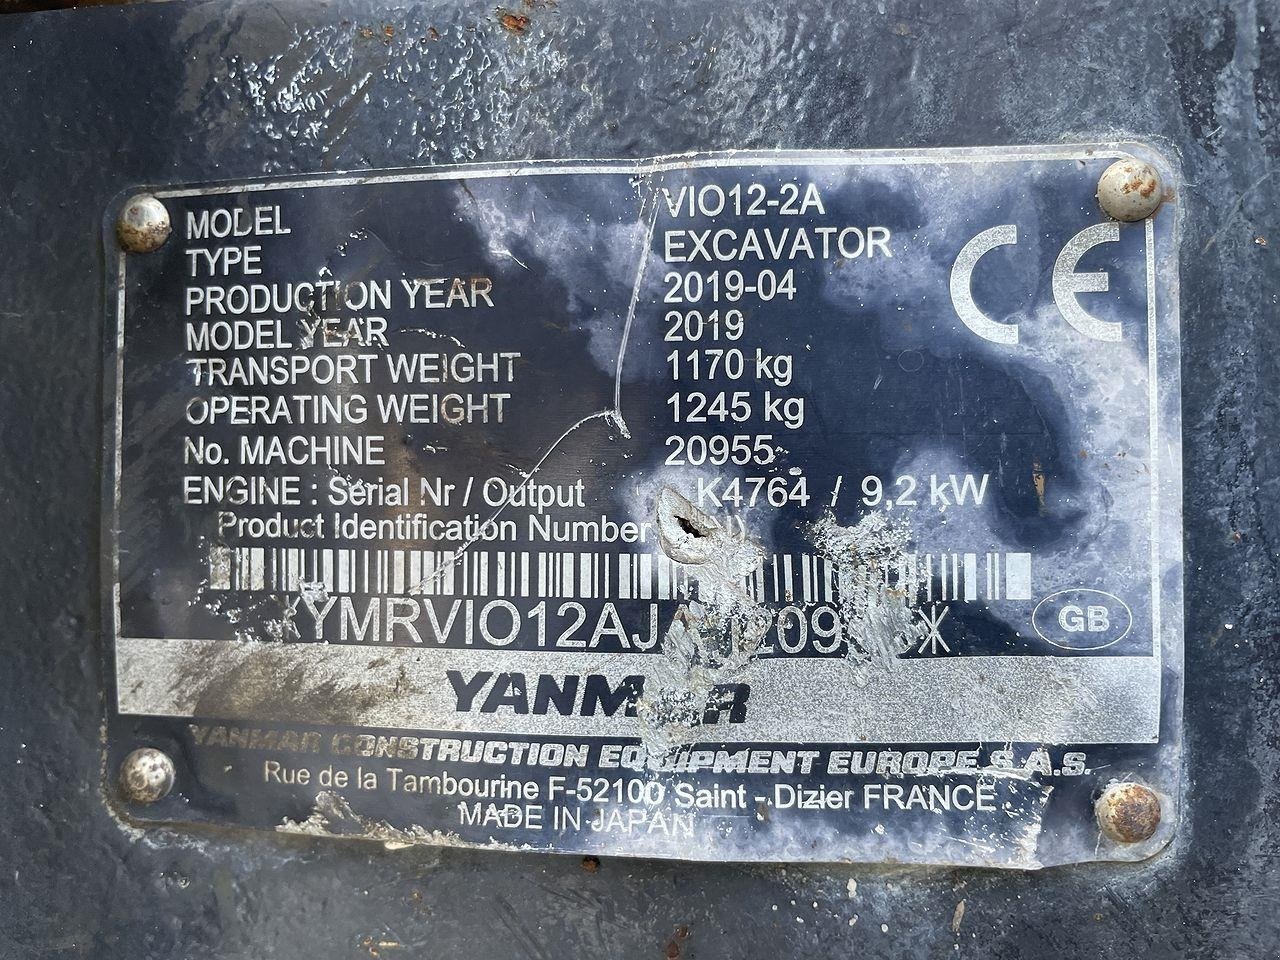 MODEL VIO12-2A
TYPE EXCAVATOR
PRODUCTION YEAR 2019-04
MODEL YEAR 2019
TRANSPORT WEIGHT 1170 kg
OPERATING WEIGHT 1245 kg
No. MACHINE 20955
ENGINE : Serial Nr / Output K4764 / 9,2 kW
Product Identification Number
CE
GB
YANMAR
YANMAR CONSTRUCTION EQUIPMENT EUROPE S.A.S.
Rue de la Tambourine F-52100 Saint - Dizier FRANCE
MADE IN JAPAN